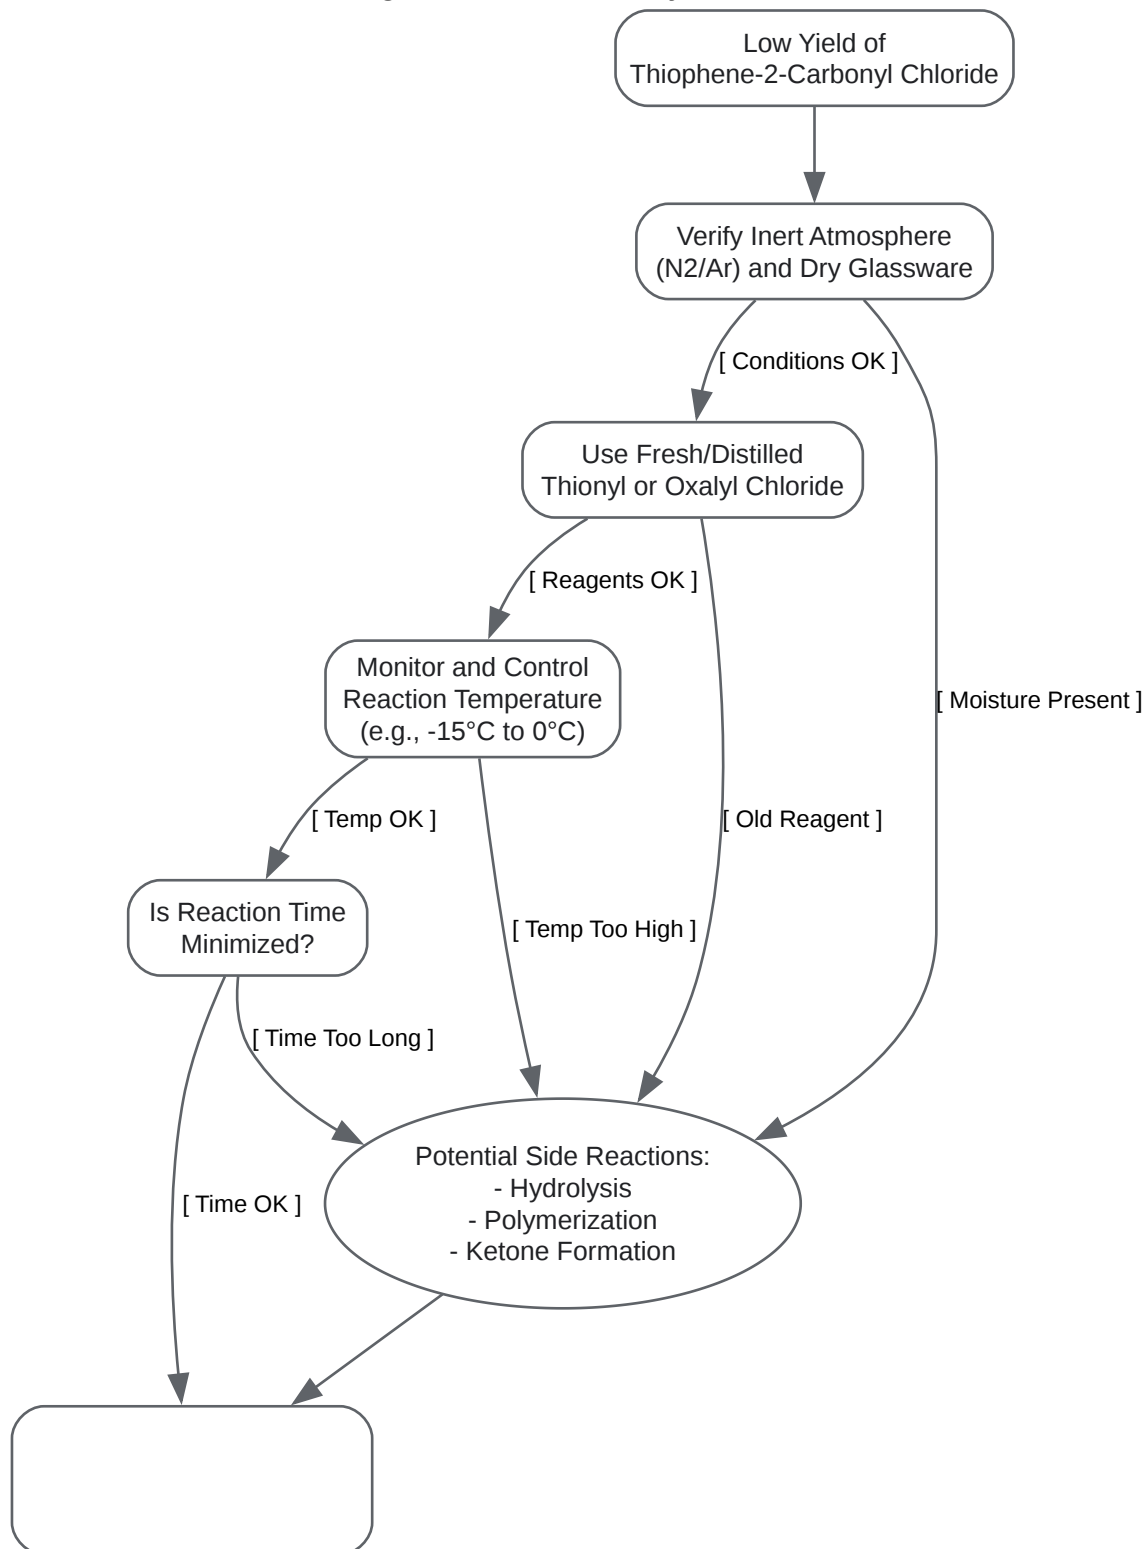 Low Yield of
Thiophene-2-Carbonyl Chloride
Verify Inert Atmosphere
(N2/Ar) and Dry Glassware
[ Conditions OK ]
Use Fresh/Distilled
Thionyl or Oxalyl Chloride
[ Reagents OK ]
Monitor and Control
Reaction Temperature
(e.g., -15°C to 0°C)
[ Moisture Present ]
[ Temp OK ]
[ Old Reagent ]
Is Reaction Time
Minimized?
[ Temp Too High ]
[ Time Too Long ]
Potential Side Reactions:
- Hydrolysis
- Polymerization
- Ketone Formation
[ Time OK ]